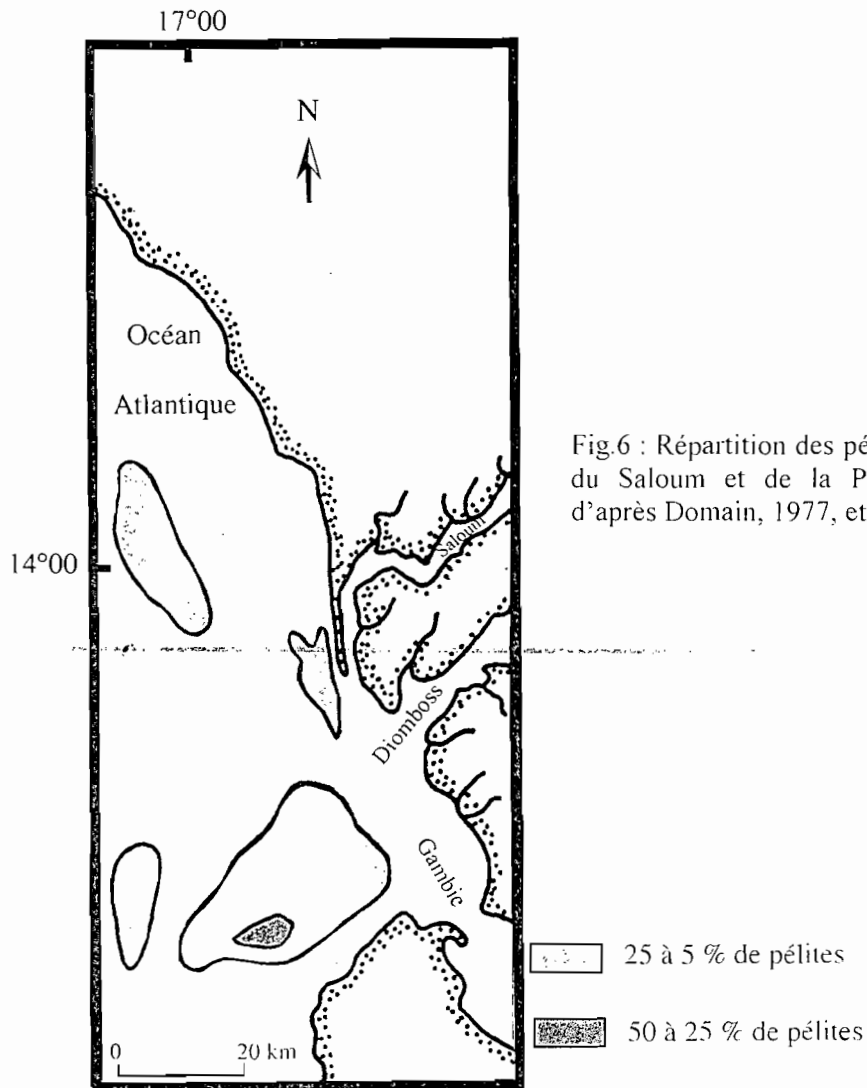 17°00
N
Océan
Atlantique
Fig.6 : Répartition des
du Saloum et de la
d'après Domain, 1977, et
Saloum
14°00
Diomboss
Gambie
25 à 5 % de pélites
50 à 25 % de pélites
0 20 km